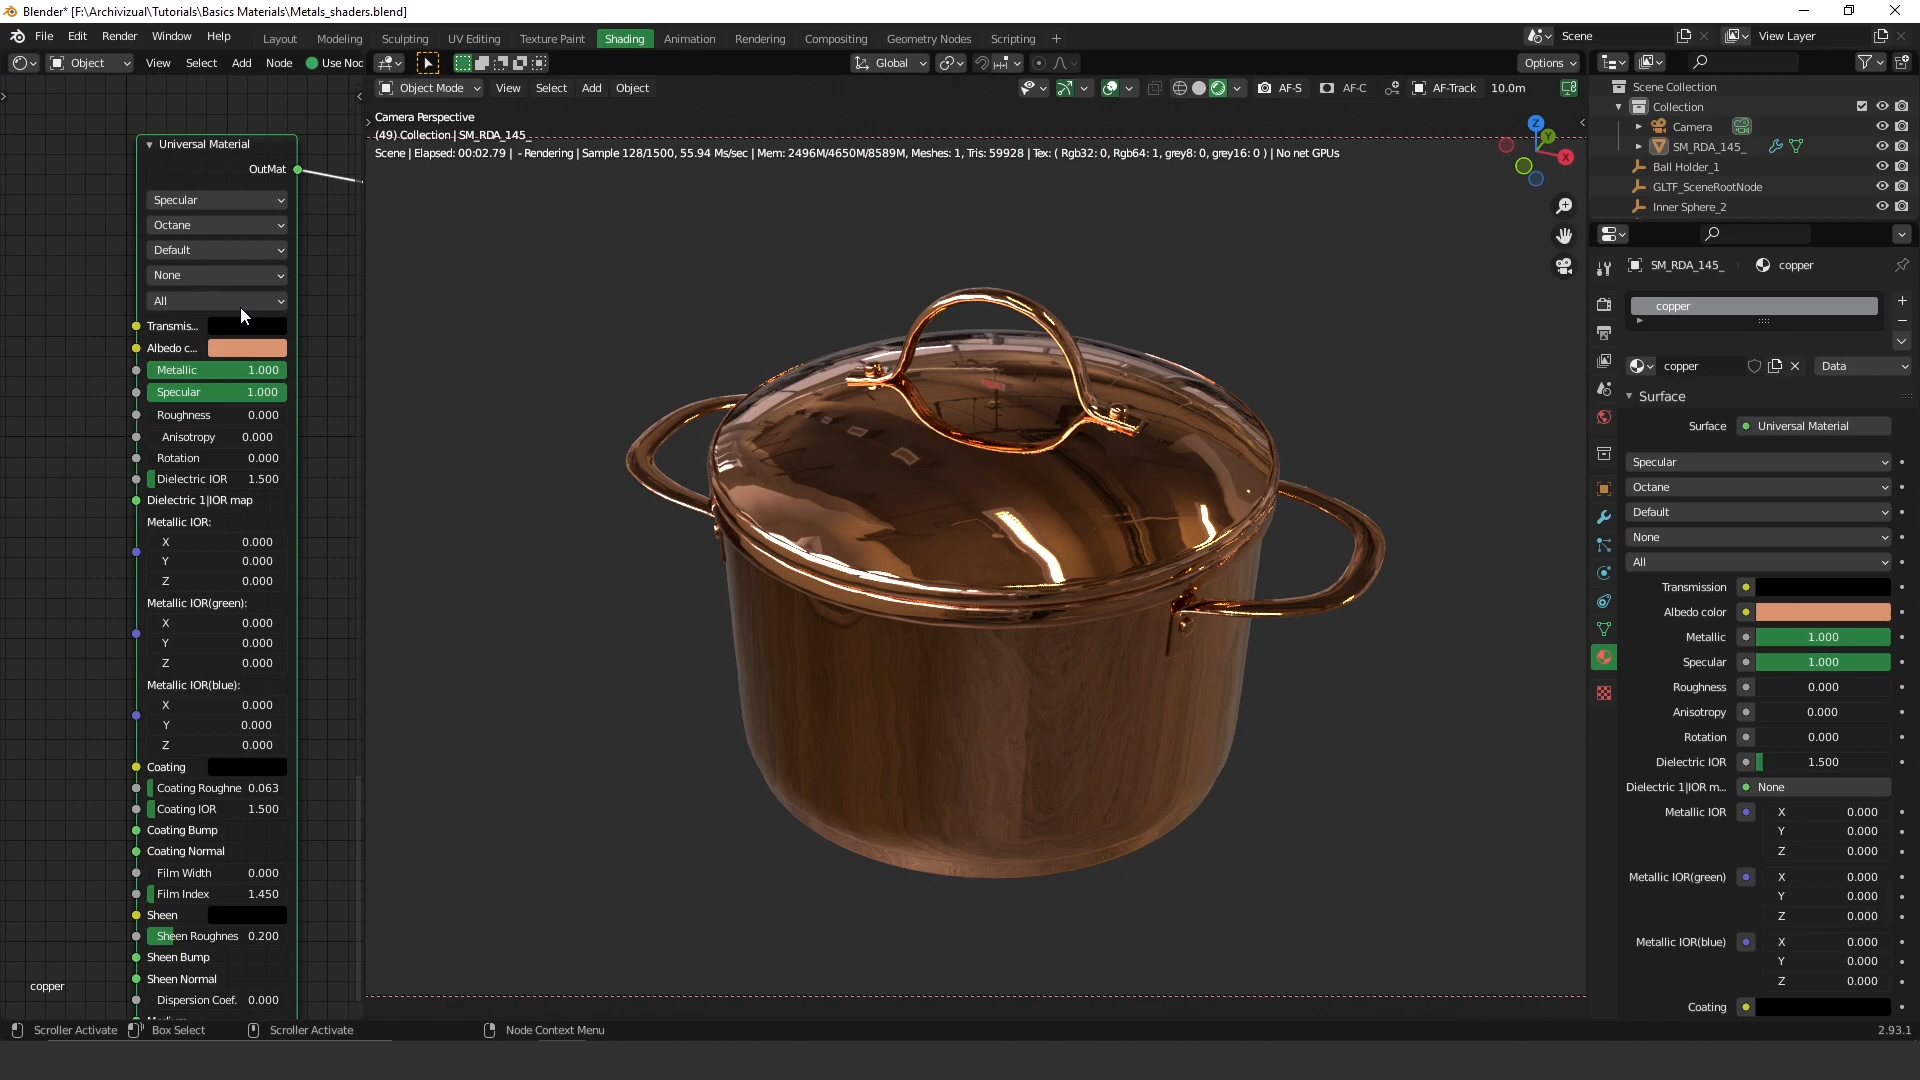 Blender* [F:\Archivizual\Tutorials\Basics Materials\Metals_shaders.blend]
File Edit Render Window Help Layout Modeling Sculpting UV Editing Texture Paint Shading Animation Rendering Compositing Geometry Nodes Scripting + Scene View Layer
Object View Select Add Node Use Noc Global Options
Object Mode View Select Add Object AF-S AF-C AF-Track 10.0m
Camera Perspective
(49) Collection | SM_RDA_145_
Scene | Elapsed: 00:02.79 | - Rendering | Sample 128/1500, 55.94 Ms/sec | Mem: 2496M/4650M/8589M, Meshes: 1, Tris: 59928 | Tex: ( Rgb32: 0, Rgb64: 1, grey8: 0, grey16: 0 ) | No net GPUs
Z
Y
X
Universal Material
OutMat
Specular
Octane
Default
None
All
Transmis...
Albedo c...
Metallic 1.000
Specular 1.000
Roughness 0.000
Anisotropy 0.000
Rotation 0.000
Dielectric IOR 1.500
Dielectric 1|IOR map
Metallic IOR:
X 0.000
Y 0.000
Z 0.000
Metallic IOR(green):
X 0.000
Y 0.000
Z 0.000
Metallic IOR(blue):
X 0.000
Y 0.000
Z 0.000
Coating
Coating Roughne 0.063
Coating IOR 1.500
Coating Bump
Coating Normal
Film Width 0.000
Film Index 1.450
Sheen
Sheen Roughnes 0.200
Sheen Bump
Sheen Normal
Dispersion Coef. 0.000
copper
Scene Collection
Collection
Camera
SM_RDA_145_
Ball Holder_1
GLTF_SceneRootNode
Inner Sphere_2
SM_RDA_145_ copper
copper
copper Data
Surface
Surface Universal Material
Specular
Octane
Default
None
All
Transmission
Albedo color
Metallic 1.000
Specular 1.000
Roughness 0.000
Anisotropy 0.000
Rotation 0.000
Dielectric IOR 1.500
Dielectric 1|IOR m... None
Metallic IOR X 0.000
Y 0.000
Z 0.000
Metallic IOR(green) X 0.000
Y 0.000
Z 0.000
Metallic IOR(blue) X 0.000
Y 0.000
Z 0.000
Coating
Scroller Activate Box Select Scroller Activate Node Context Menu 2.93.1